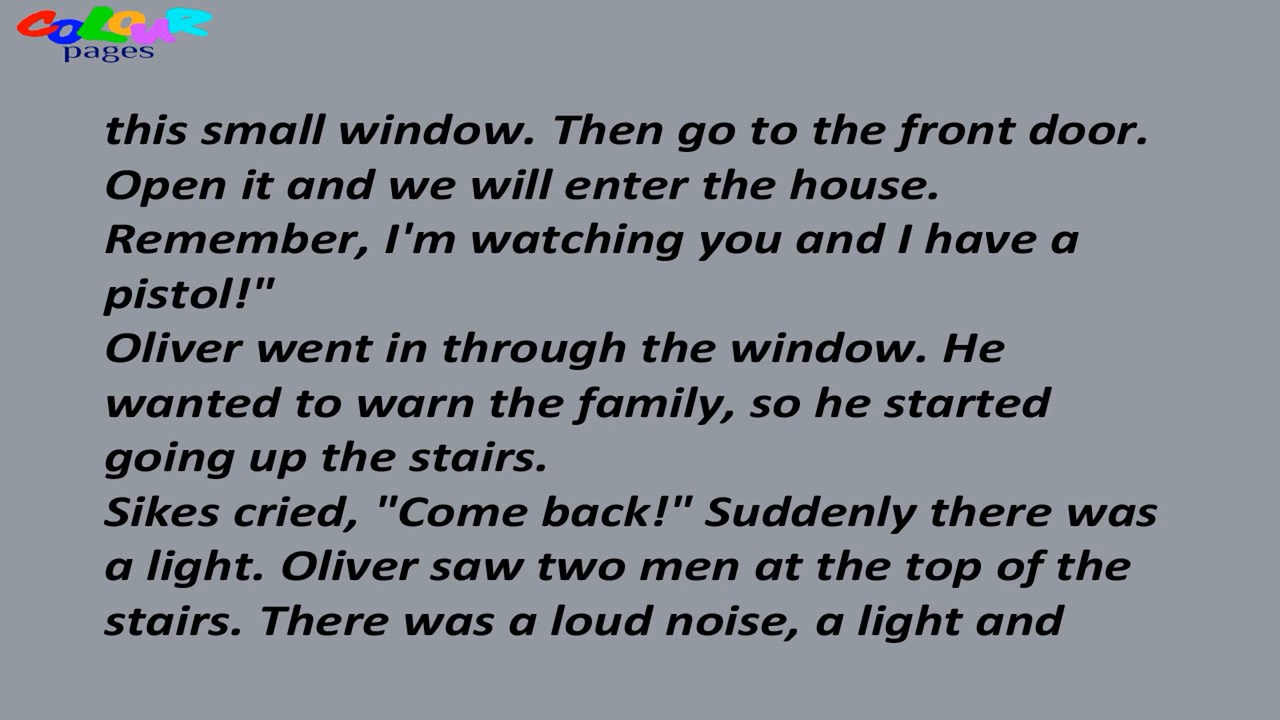 COLOUR
pages
this small window. Then go to the front door.
Open it and we will enter the house.
Remember, I'm watching you and I have a
pistol!"
Oliver went in through the window. He
wanted to warn the family, so he started
going up the stairs.
Sikes cried, "Come back!" Suddenly there was
a light. Oliver saw two men at the top of the
stairs. There was a loud noise, a light and